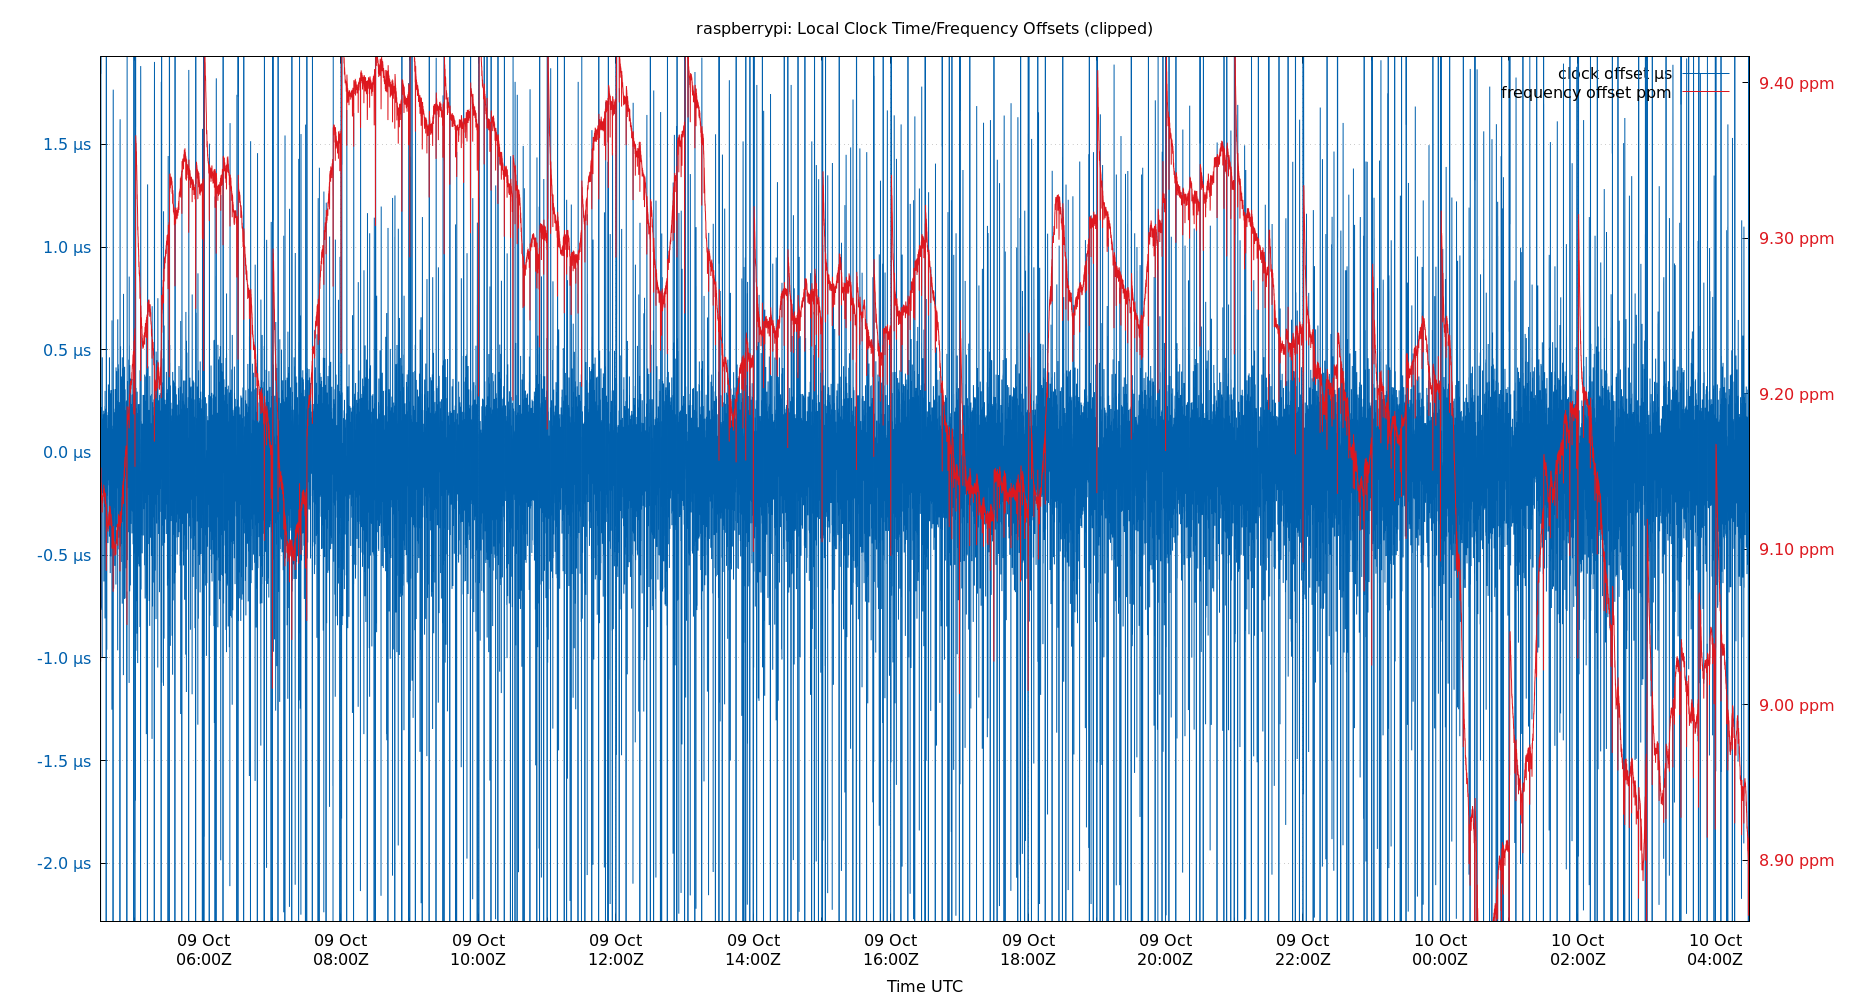 raspberrypi: Local Clock Time/Frequency Offsets (clipped)
clock offset µs
frequency offset ppm
1.5 µs
1.0 µs
0.5 µs
0.0 µs
-0.5 µs
-1.0 µs
-1.5 µs
-2.0 µs
9.40 ppm
9.30 ppm
9.20 ppm
9.10 ppm
9.00 ppm
8.90 ppm
09 Oct 09 Oct 09 Oct 09 Oct 09 Oct 09 Oct 09 Oct 09 Oct 09 Oct 10 Oct 10 Oct 10 Oct
06:00Z 08:00Z 10:00Z 12:00Z 14:00Z 16:00Z 18:00Z 20:00Z 22:00Z 00:00Z 02:00Z 04:00Z
Time UTC